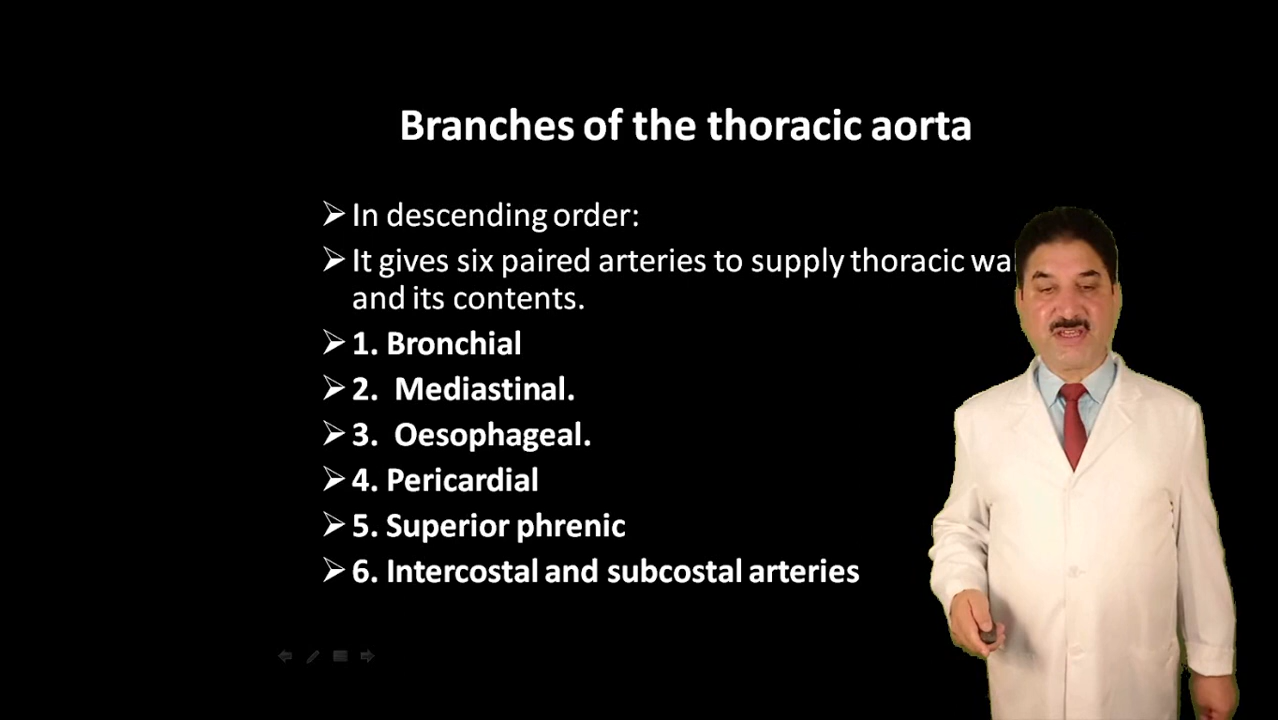 Branches of the thoracic aorta
➢ In descending order:
➢ It gives six paired arteries to supply thoracic
and its contents.
➢ 1. Bronchial
➢ 2. Mediastinal.
➢ 3. Oesophageal.
➢ 4. Pericardial
➢ 5. Superior phrenic
➢ 6. Intercostal and subcostal arteries